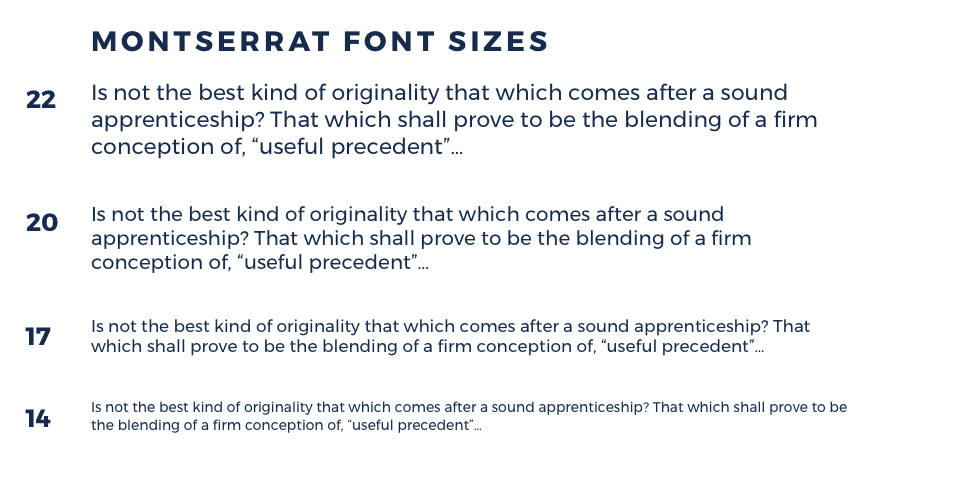 MONTSERRAT FONT SIZES
22
Is not the best kind of originality that which comes after a sound
apprenticeship? That which shall prove to be the blending of a firm
conception of, “useful precedent”...
20
Is not the best kind of originality that which comes after a sound
apprenticeship? That which shall prove to be the blending of a firm
conception of, “useful precedent”...
17
Is not the best kind of originality that which comes after a sound apprenticeship? That
which shall prove to be the blending of a firm conception of, “useful precedent”...
14
Is not the best kind of originality that which comes after a sound apprenticeship? That which shall prove to be
the blending of a firm conception of, “useful precedent”...